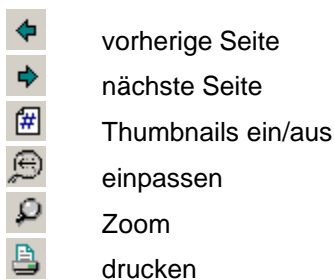 vorherige Seite
nächste Seite
# Thumbnails ein/aus
einpassen
Zoom
drucken